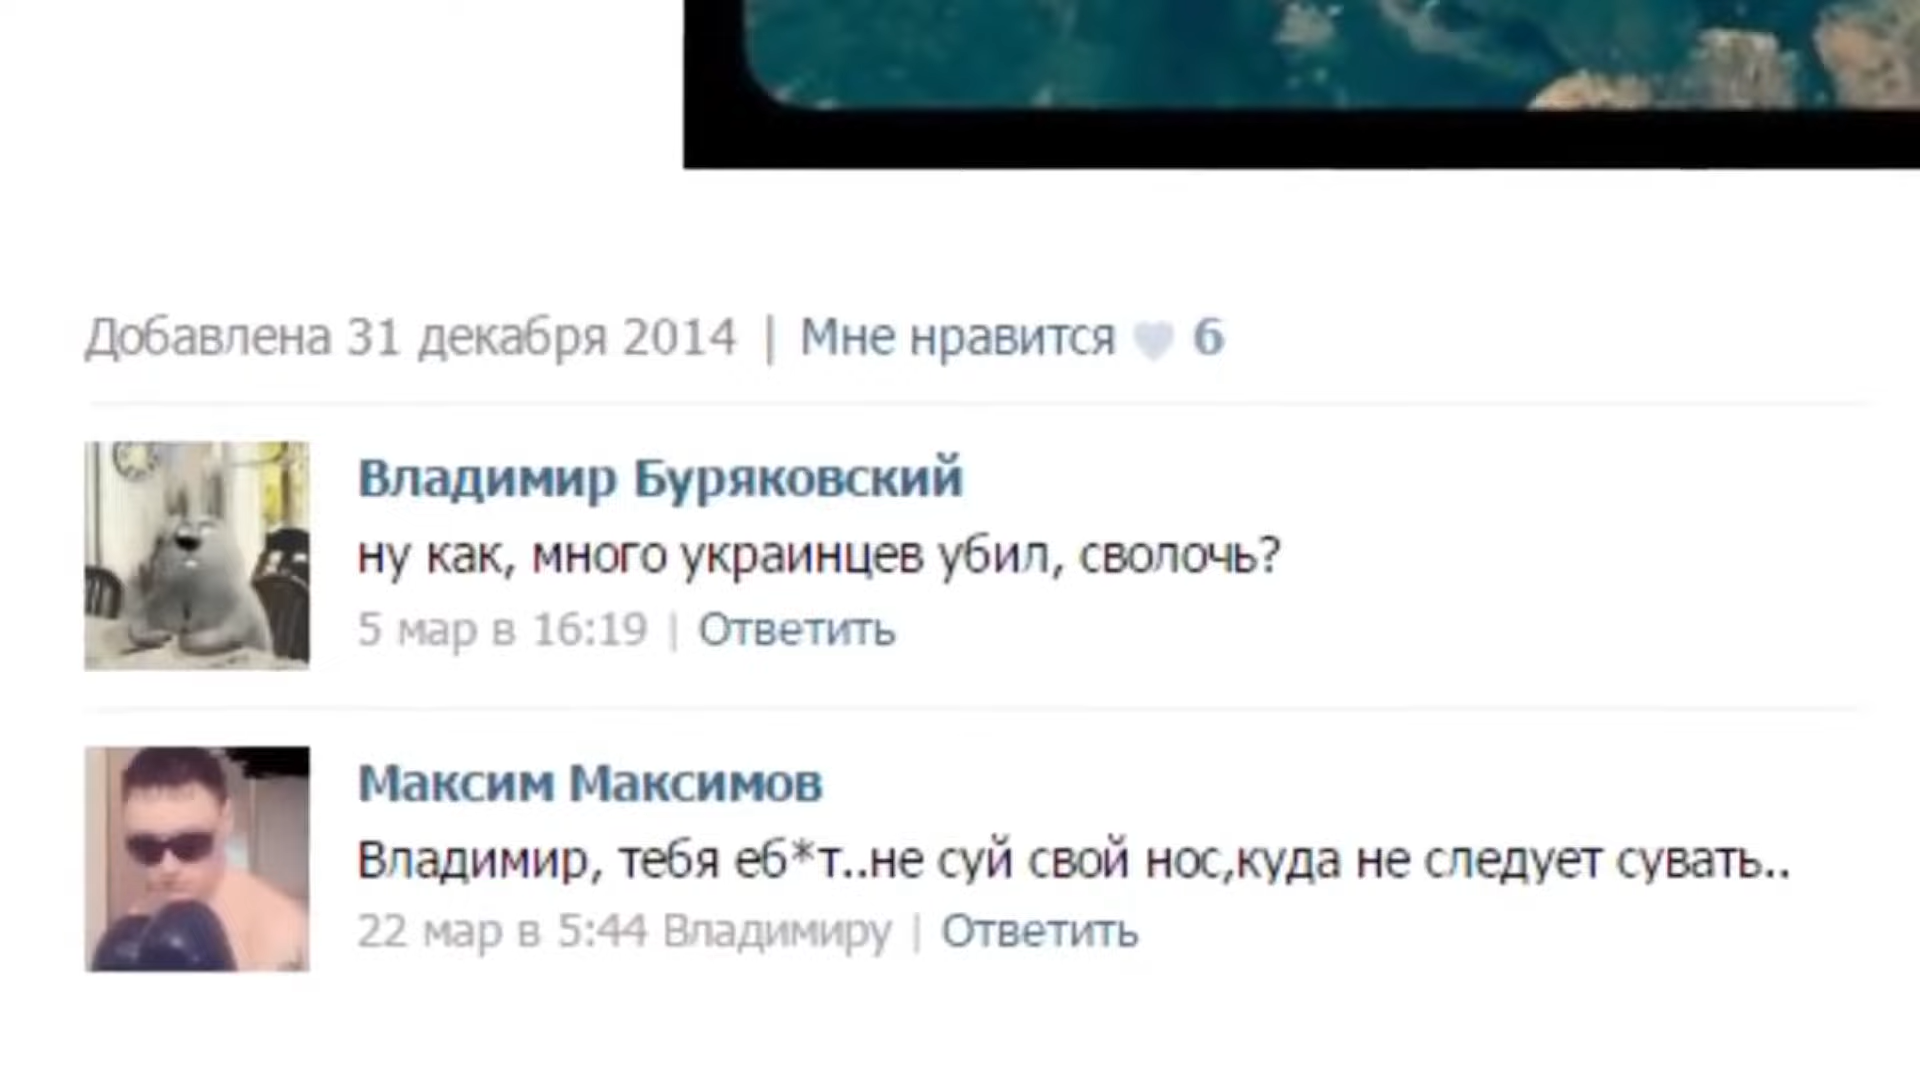 Добавлена 31 декабря 2014 | Мне нравится 6
Владимир Буряковский
ну как, много украинцев убил, сволочь?
5 мар в 16:19 | Ответить
Максим Максимов
Владимир, тебя еб*т..не суй свой нос,куда не следует сувать..
22 мар в 5:44 Владимиру | Ответить